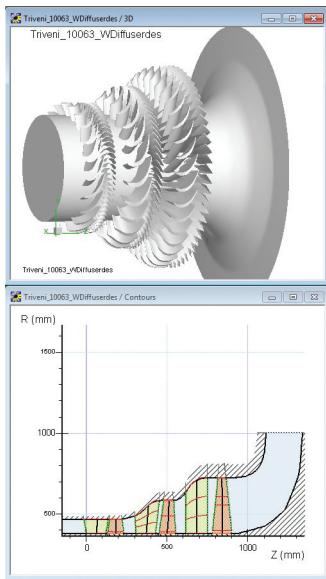 Triveni_10063_WDiffuserdes / 3D
Triveni_10063_WDiffuserdes
Triveni_10063_WDiffuserdes
Triveni_10063_WDiffuserdes / Contours
R (mm)
1500
1000
500
0
500
1000
Z (mm)